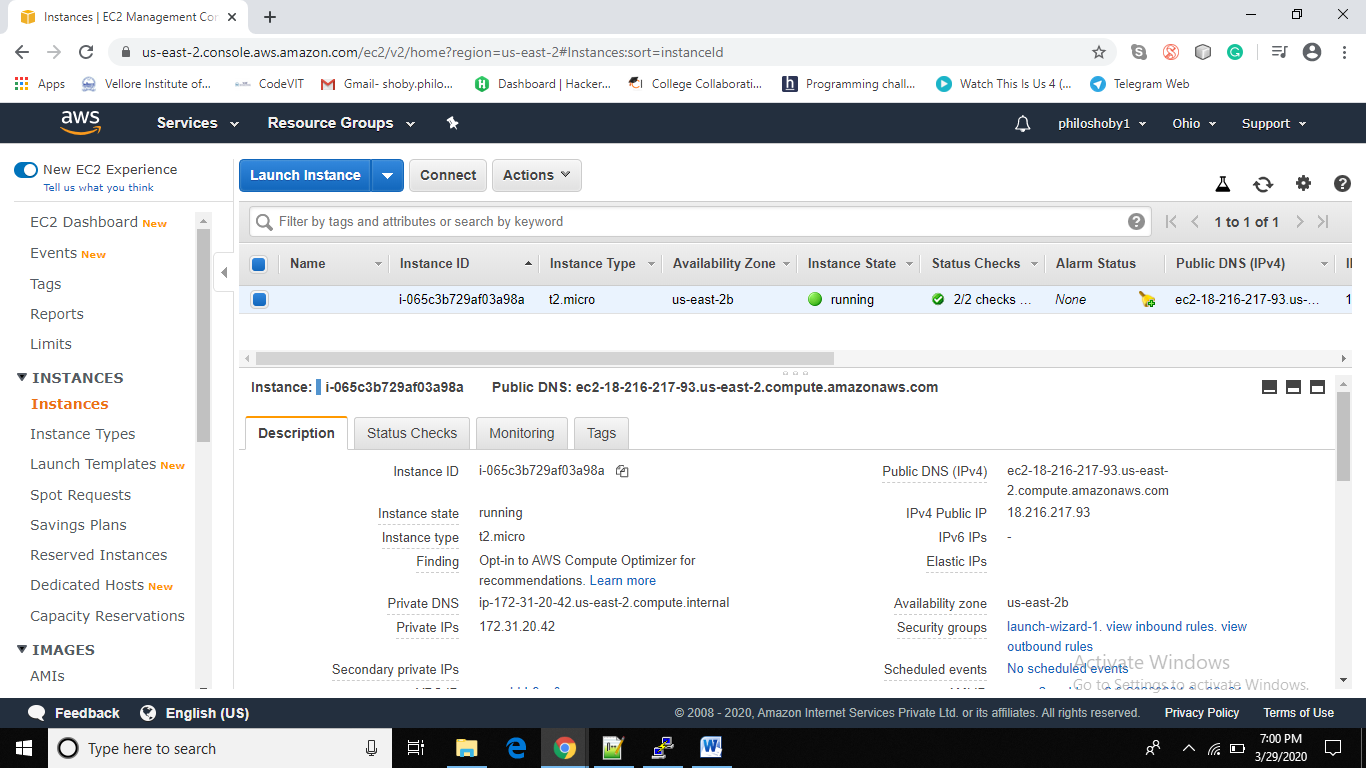 Instances | EC2 Management Con
us-east-2.console.aws.amazon.com/ec2/v2/home?region=us-east-2#Instances:sort=instanceId
Apps Vellore Institute of... CodeVIT Gmail- shoby.philo... Dashboard | Hacker... College Collaborati... Programming chall... Watch This Is Us 4 (... Telegram Web
aws Services Resource Groups philoshoby1 Ohio Support
New EC2 Experience
Tell us what you think
Launch Instance Connect Actions
EC2 Dashboard New
Events New
Tags
Reports
Limits
INSTANCES
Instances
Instance Types
Launch Templates New
Spot Requests
Savings Plans
Reserved Instances
Dedicated Hosts New
Capacity Reservations
IMAGES
AMIs
Filter by tags and attributes or search by keyword 1 to 1 of 1
Name Instance ID Instance Type Availability Zone Instance State Status Checks Alarm Status Public DNS (IPv4)
i-065c3b729af03a98a t2.micro us-east-2b running 2/2 checks ... None ec2-18-216-217-93.us-...
Instance: i-065c3b729af03a98a Public DNS: ec2-18-216-217-93.us-east-2.compute.amazonaws.com
Description Status Checks Monitoring Tags
Instance ID i-065c3b729af03a98a
Instance state running
Instance type t2.micro
Finding Opt-in to AWS Compute Optimizer for
recommendations. Learn more
Private DNS ip-172-31-20-42.us-east-2.compute.internal
Private IPs 172.31.20.42
Secondary private IPs
Public DNS (IPv4) ec2-18-216-217-93.us-east-
2.compute.amazonaws.com
IPv4 Public IP 18.216.217.93
IPv6 IPs -
Elastic IPs
Availability zone us-east-2b
Security groups launch-wizard-1. view inbound rules. view
outbound rules
Scheduled events No scheduled events
Activate Windows
Go to Settings to activate Windows.
Feedback English (US) © 2008 - 2020, Amazon Internet Services Private Ltd. or its affiliates. All rights reserved. Privacy Policy Terms of Use
Type here to search
7:00 PM
3/29/2020